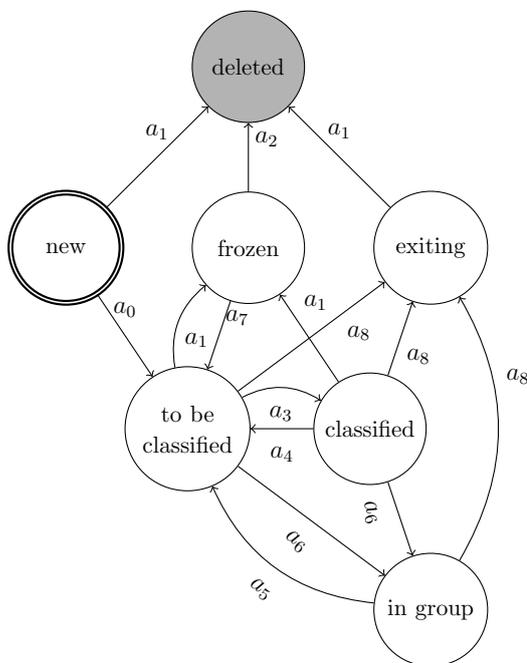 deleted
a₁
a₂
a₁
new
frozen
exiting
a₀
a₇
a₁
a₁
a₈
a₈
a₈
to be
classified
a₃
a₄
classified
a₆
a₆
a₅
in group